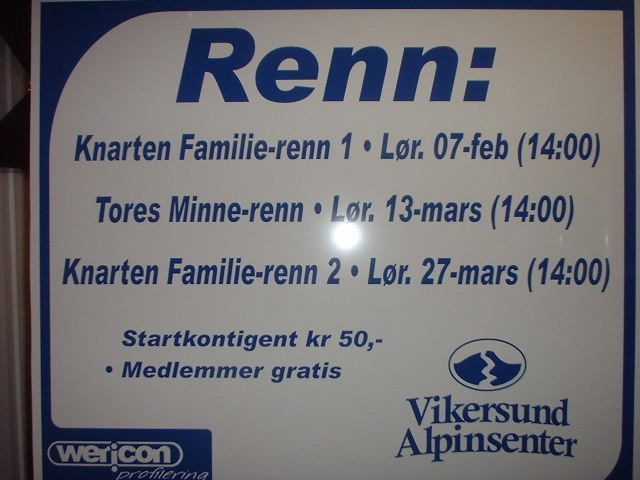 Renn:
Knarten Familie-renn 1 • Lør. 07-feb (14:00)
Tores Minne-renn • Lør. 13-mars (14:00)
Knarten Familie-renn 2 • Lør. 27-mars (14:00)
Startkontigent kr 50,-
• Medlemmer gratis
Vikersund
Alpinsenter
wericon
profilering